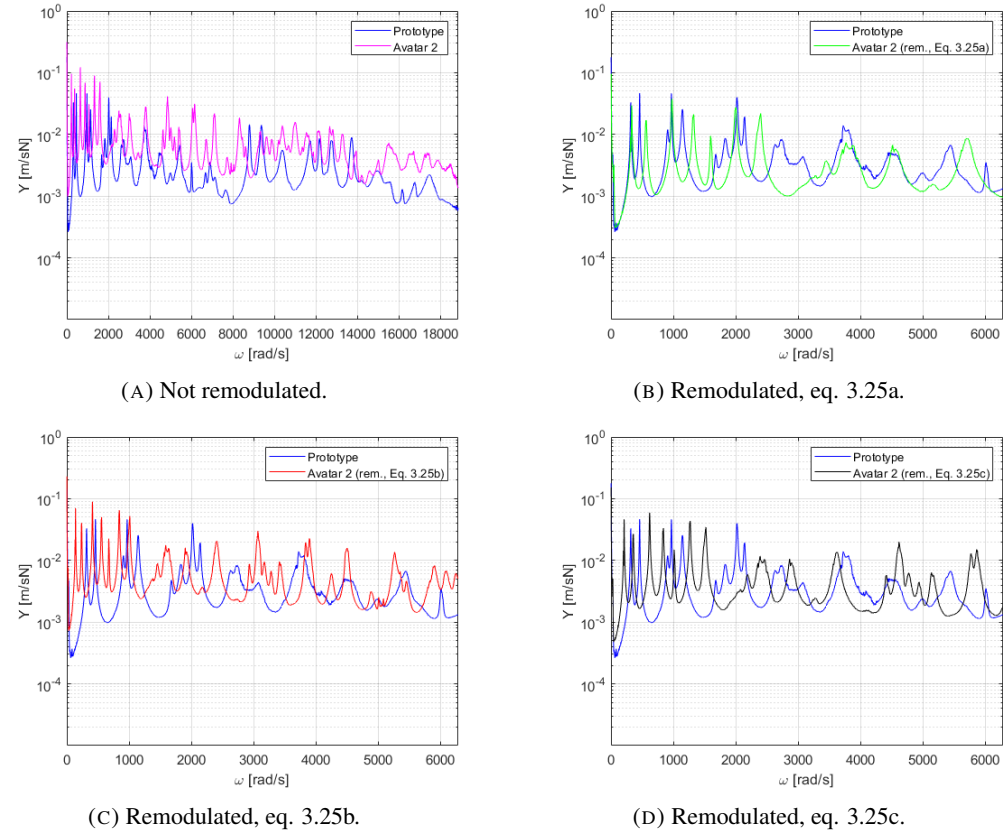 10^0
Prototype
Avatar 2
10^-1
10^-2
Y [m/sN]
10^-3
10^-4
0 2000 4000 6000 8000 10000 12000 14000 16000 18000
ω [rad/s]
(A) Not remodulated.
10^0
Prototype
Avatar 2 (rem., Eq. 3.25a)
10^-1
10^-2
Y [m/sN]
10^-3
10^-4
0 1000 2000 3000 4000 5000 6000
ω [rad/s]
(B) Remodulated, eq. 3.25a.
10^0
Prototype
Avatar 2 (rem., Eq. 3.25b)
10^-1
10^-2
Y [m/sN]
10^-3
10^-4
0 1000 2000 3000 4000 5000 6000
ω [rad/s]
(C) Remodulated, eq. 3.25b.
10^0
Prototype
Avatar 2 (rem., Eq. 3.25c)
10^-1
10^-2
Y [m/sN]
10^-3
10^-4
0 1000 2000 3000 4000 5000 6000
ω [rad/s]
(D) Remodulated, eq. 3.25c.